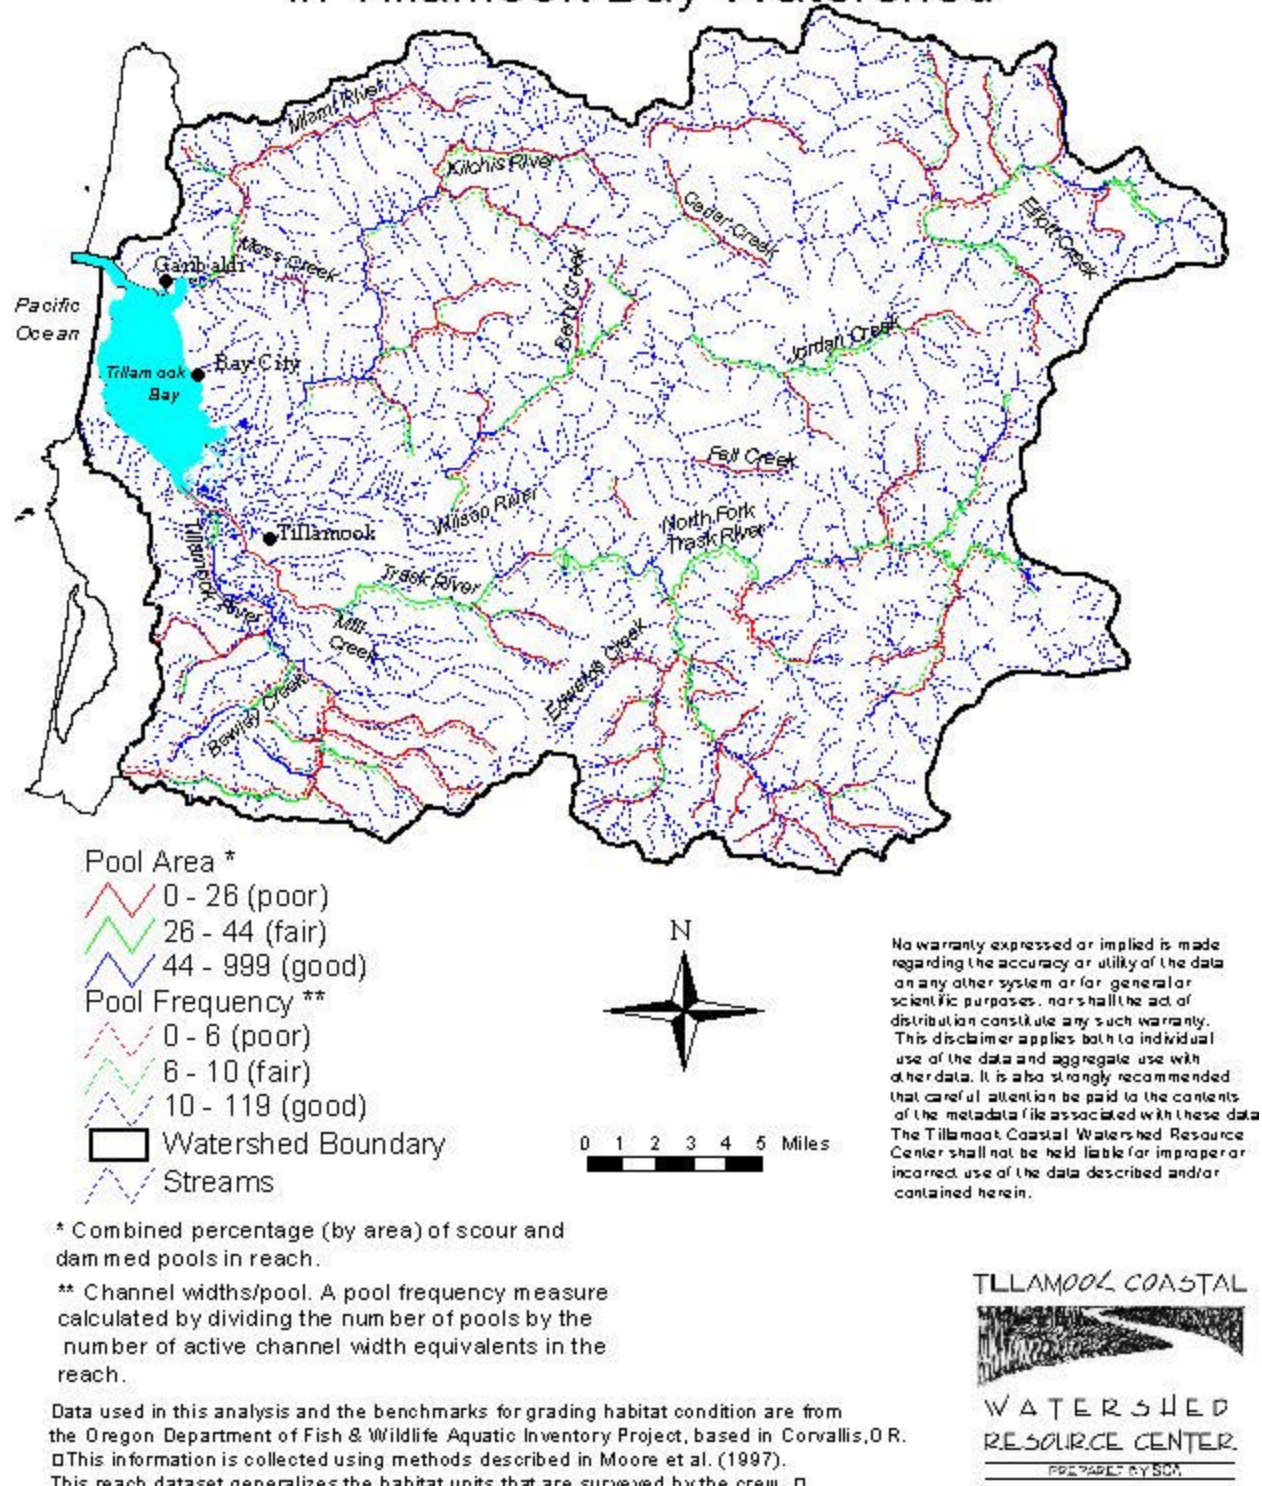 in Tillamook Bay Watershed
Miami River
Kilchis River
Cedar Creek
Elliott Creek
Moss Creek
Garibaldi
Pacific
Ocean
Berry Creek
Jordan Creek
Tillamook
Bay
Bay City
Fall Creek
Wilson River
North Fork
Trask River
Tillamook
Tillamook River
Trask River
Mill
Creek
Edwards Creek
Bewley Creek
Pool Area *
0 - 26 (poor)
26 - 44 (fair)
44 - 999 (good)
Pool Frequency **
0 - 6 (poor)
6 - 10 (fair)
10 - 119 (good)
Watershed Boundary
Streams
N
0 1 2 3 4 5 Miles
No warranty expressed or implied is made
regarding the accuracy or utility of the data
on any other system or for general or
scientific purposes, nor shall the act of
distribution constitute any such warranty.
This disclaimer applies both to individual
use of the data and aggregate use with
other data. It is also strongly recommended
that careful attention be paid to the contents
of the metadata file associated with these data
The Tillamook Coastal Watershed Resource
Center shall not be held liable for improper or
incorrect use of the data described and/or
contained herein.
* Combined percentage (by area) of scour and
dammed pools in reach.
** Channel widths/pool. A pool frequency measure
calculated by dividing the number of pools by the
number of active channel width equivalents in the
reach.
Data used in this analysis and the benchmarks for grading habitat condition are from
the Oregon Department of Fish & Wildlife Aquatic Inventory Project, based in Corvallis,OR.
This information is collected using methods described in Moore et al. (1997).
This reach dataset generalizes the habitat units that are surveyed by the crew.
TILLAMOOK COASTAL
WATERSHED
RESOURCE CENTER
PREPARED BY SCA